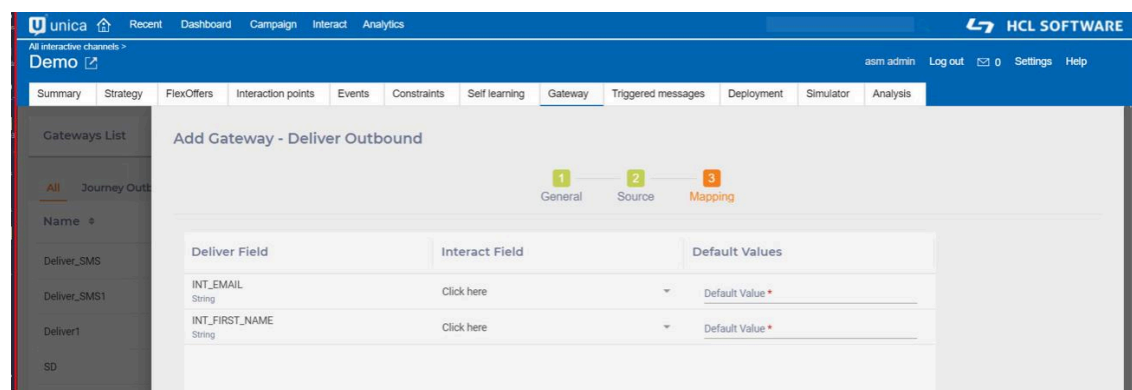 unica Recent Dashboard Campaign Interact Analytics HCL SOFTWARE
All interactive channels >
Demo asm admin Log out 0 Settings Help
Summary Strategy FlexOffers Interaction points Events Constraints Self learning Gateway Triggered messages Deployment Simulator Analysis
Gateways List
Add Gateway - Deliver Outbound
All Journey Outb
1 2 3
General Source Mapping
Name
Deliver Field Interact Field Default Values
Deliver_SMS
INT_EMAIL
String
Click here
Default Value *
Deliver_SMS1
INT_FIRST_NAME
String
Click here
Default Value *
Deliver1
SD